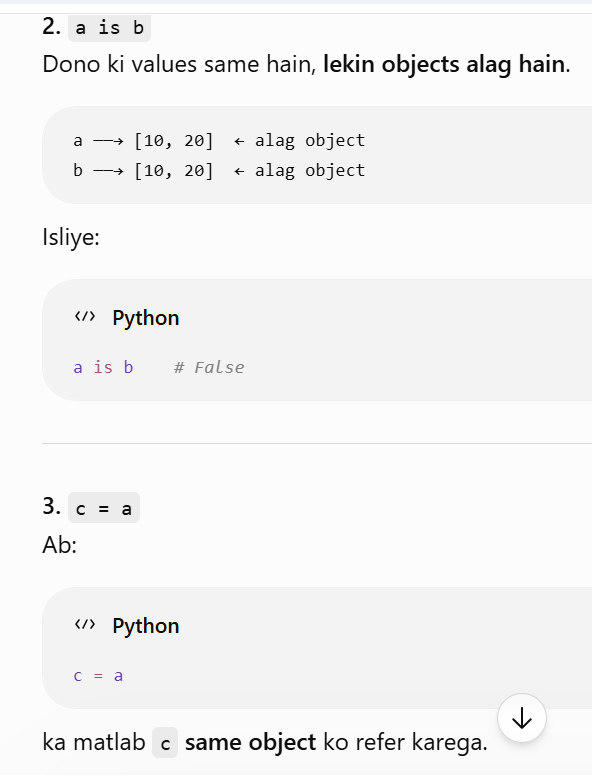 2. a is b
Dono ki values same hain, lekin objects alag hain.
a ──→ [10, 20] ← alag object
b ──→ [10, 20] ← alag object
Isliye:
</> Python
a is b    # False
3. c = a
Ab:
</> Python
c = a
ka matlab c same object ko refer karega.